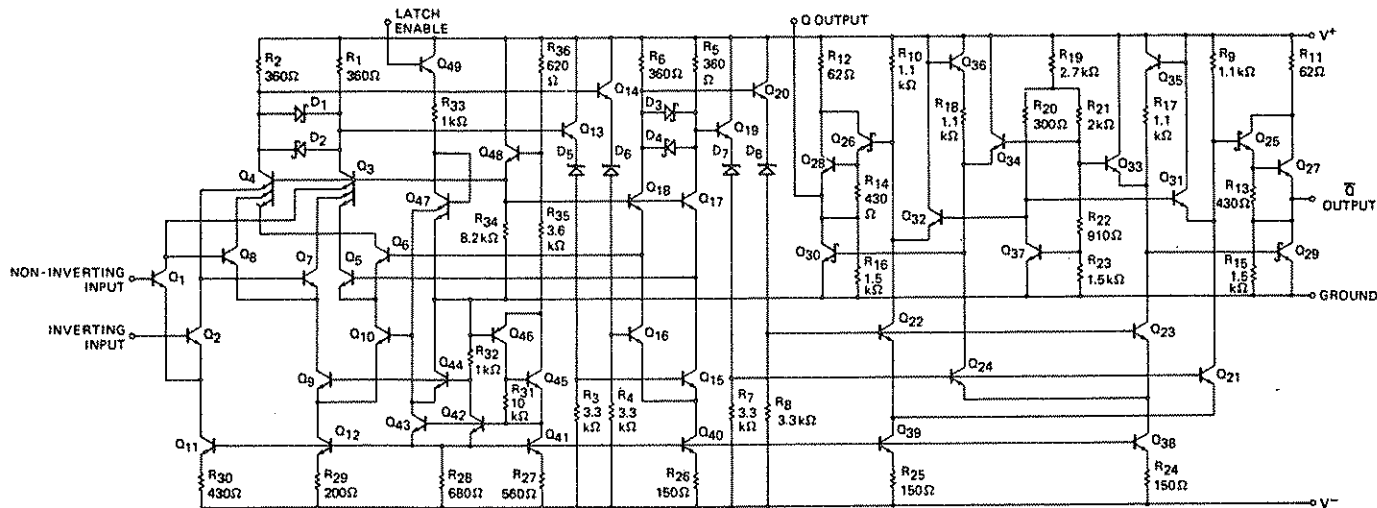 LATCH
ENABLE
Q OUTPUT
V+
R2
360Ω
R1
360Ω
Q49
R36
620
Ω
Q14
R6
360Ω
R5
360
Ω
Q20
R12
62Ω
R10
1.1
kΩ
Q36
R19
2.7kΩ
Q35
R9
1.1kΩ
R11
62Ω
D1
D2
R33
1kΩ
Q13
D3
D4
Q19
R18
1.1
kΩ
R20
300Ω
R21
2kΩ
R17
1.1
kΩ
Q4
Q3
Q48
D5
D6
D7
D8
Q26
Q28
Q34
Q33
Q25
Q27
Q47
R34
8.2kΩ
R35
3.6
kΩ
Q18
Q17
R14
430
Ω
Q32
Q31
R13
430Ω
Q
OUTPUT
Q8
Q7
Q6
Q5
Q30
R16
1.5
kΩ
Q37
R22
910Ω
R23
1.5kΩ
R15
1.5
kΩ
Q29
NON-INVERTING
INPUT
Q1
GROUND
INVERTING
INPUT
Q2
Q10
Q46
Q16
Q22
Q23
R32
1kΩ
Q9
Q44
R31
10
kΩ
Q45
R3
3.3
kΩ
R4
3.3
kΩ
Q15
R7
3.3
kΩ
R8
3.3kΩ
Q24
Q21
Q11
Q12
Q43
Q42
Q41
Q40
Q39
Q38
R30
430Ω
R29
200Ω
R28
680Ω
R27
560Ω
R26
150Ω
R25
150Ω
R24
150Ω
V−